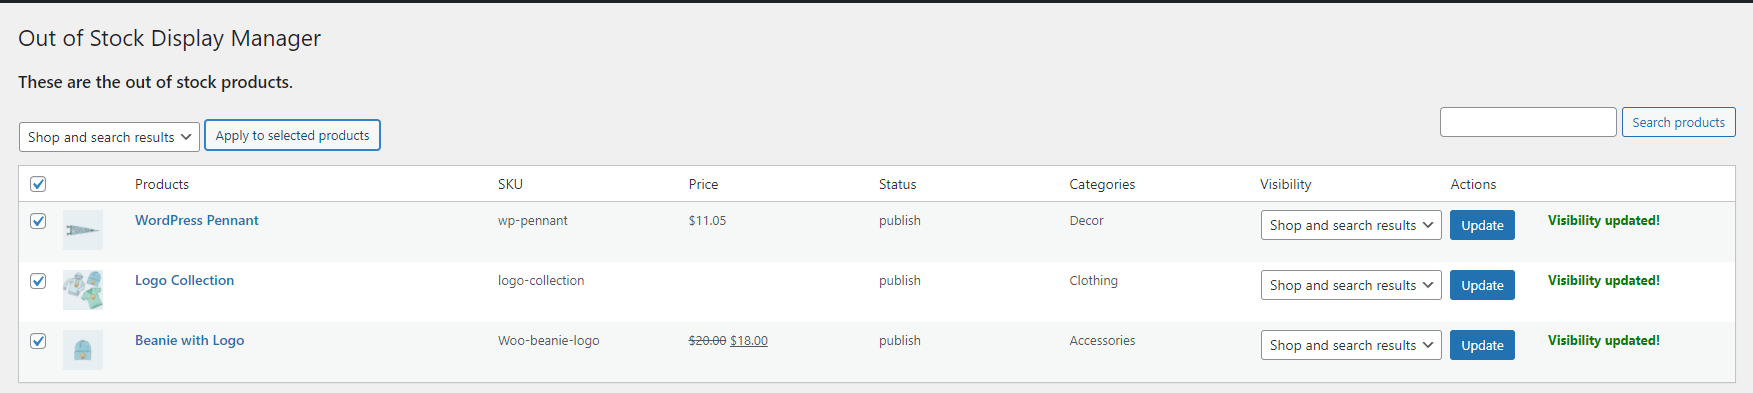 Out of Stock Display Manager
These are the out of stock products.
Search products
Shop and search results Apply to selected products
Products SKU Price Status Categories Visibility Actions
WordPress Pennant wp-pennant $11.05 publish Decor Shop and search results Update Visibility updated!
Logo Collection logo-collection publish Clothing Shop and search results Update Visibility updated!
Beanie with Logo Woo-beanie-logo $20.00 $18.00 publish Accessories Shop and search results Update Visibility updated!